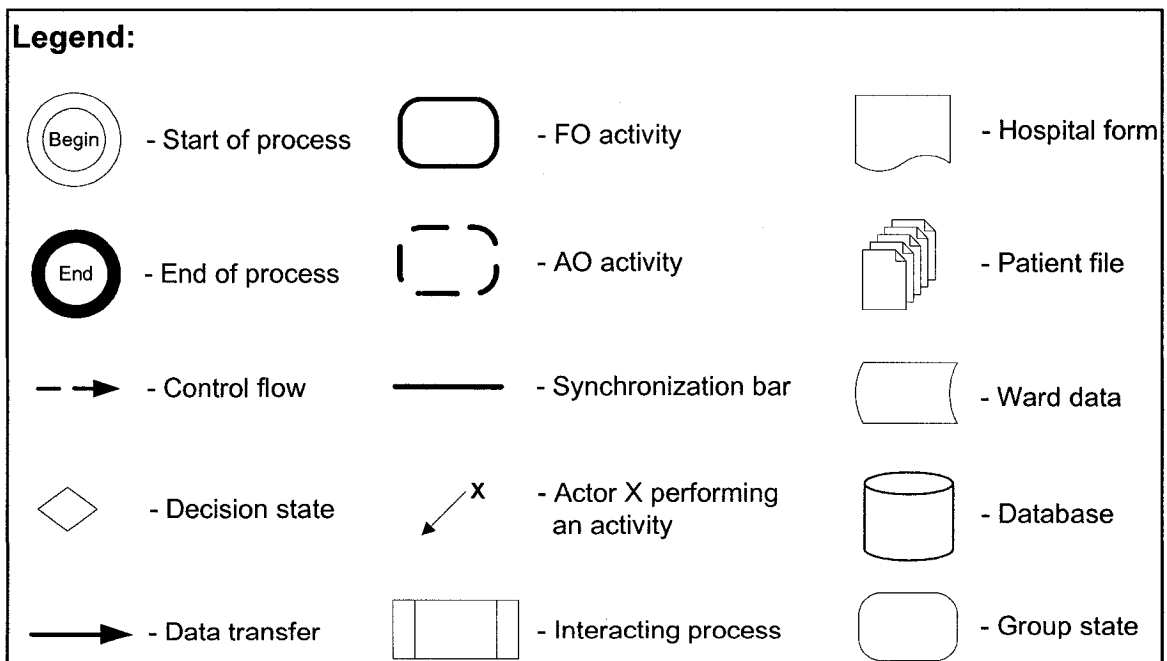 Legend:
Begin - Start of process
- FO activity
- Hospital form
End - End of process
- AO activity
- Patient file
- Control flow
- Synchronization bar
- Ward data
- Decision state
X - Actor X performing
an activity
- Database
- Data transfer
- Interacting process
- Group state